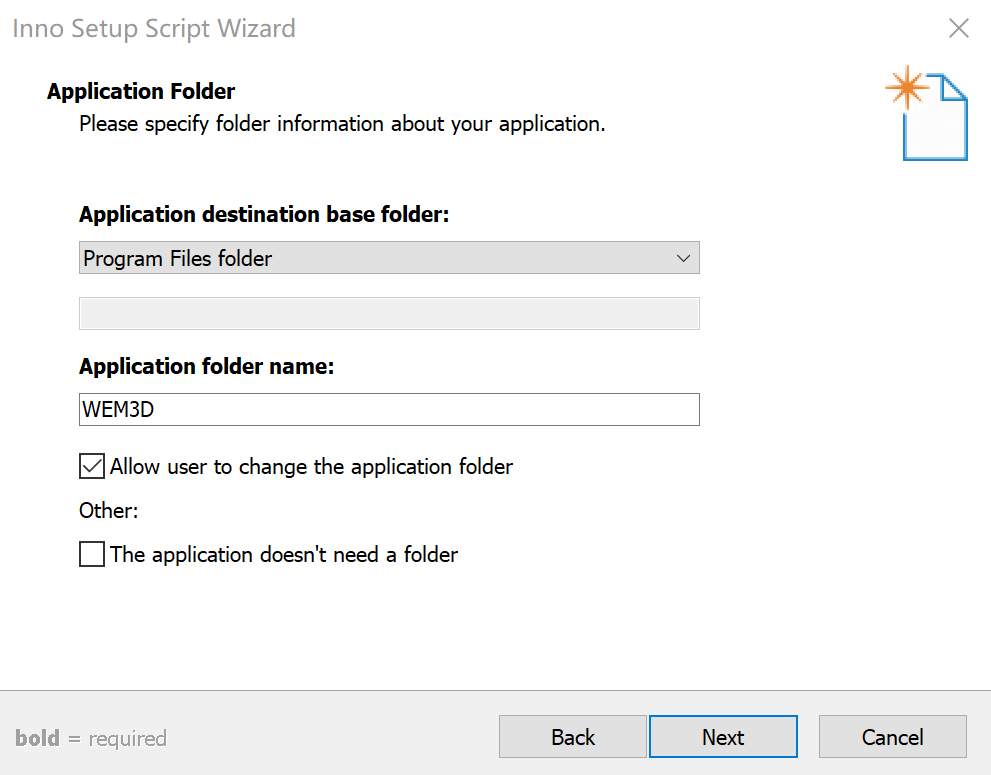 Inno Setup Script Wizard
Application Folder
Please specify folder information about your application.
Application destination base folder:
Program Files folder
Application folder name:
WEM3D
Allow user to change the application folder
Other:
The application doesn't need a folder
bold = required
Back
Next
Cancel